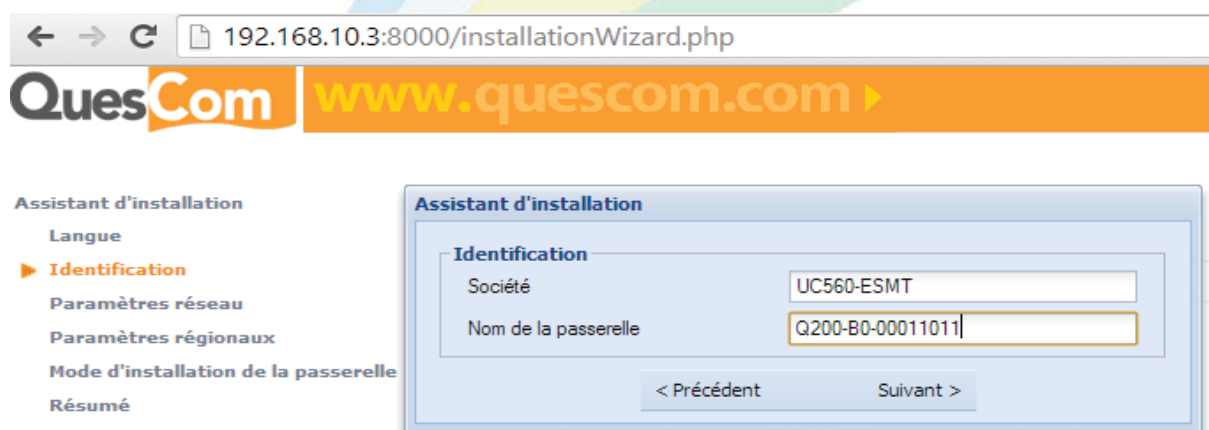 192.168.10.3:8000/installationWizard.php
QuesCom www.quescom.com
Assistant d'installation
Langue
Identification
Paramètres réseau
Paramètres régionaux
Mode d'installation de la passerelle
Résumé
Assistant d'installation
Identification
Société UC560-ESMT
Nom de la passerelle Q200-B0-00011011
< Précédent Suivant >